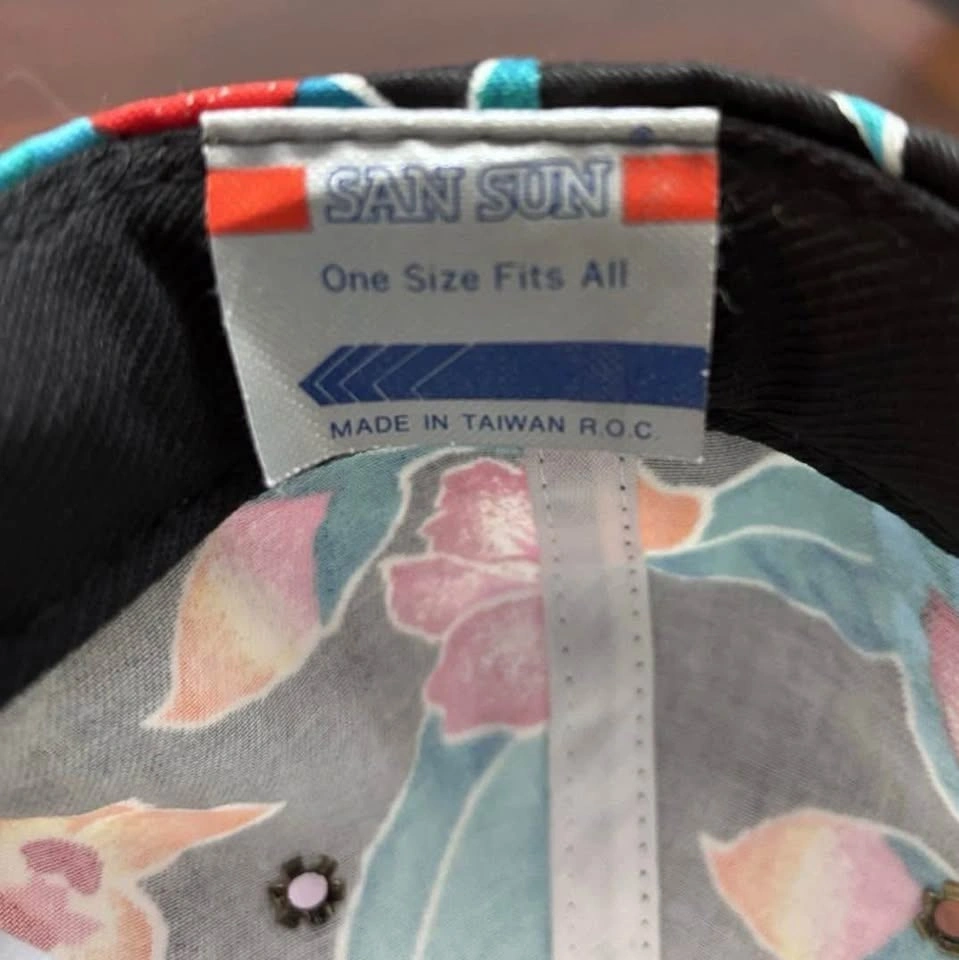 SAN SUN
One Size Fits All
MADE IN TAIWAN R.O.C.